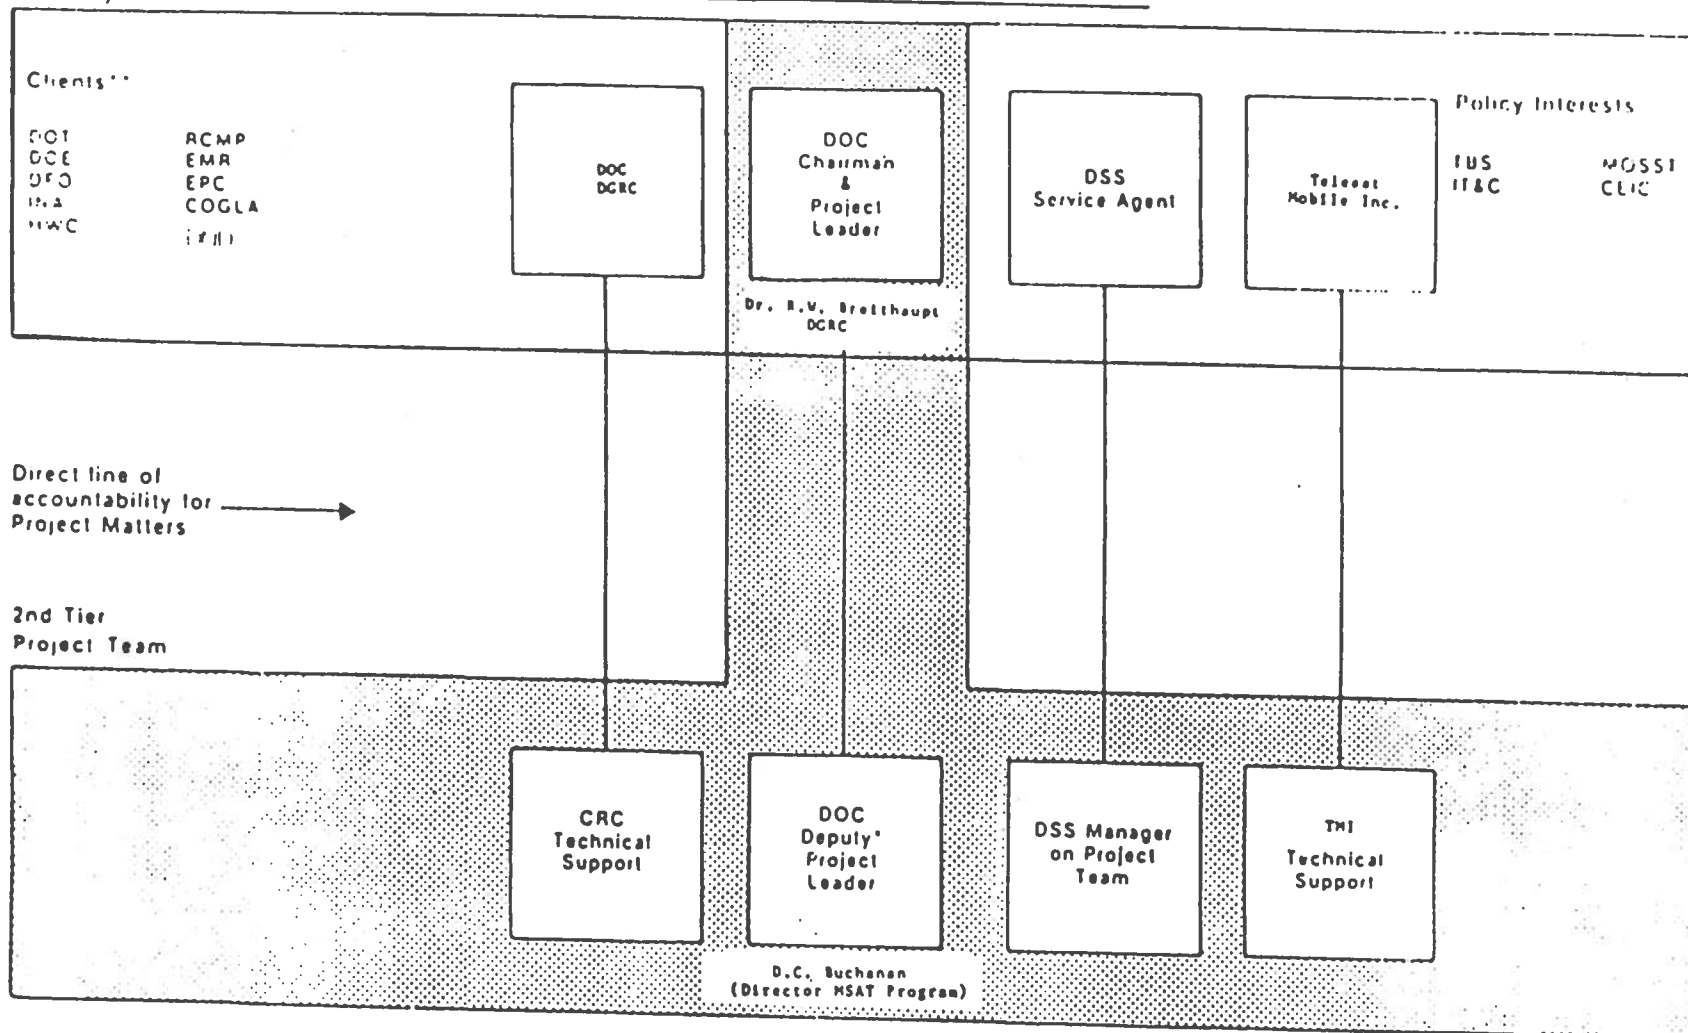 Clients**
DOT RCMP
DOE EMR
DFO EPC
INA COGLA
HWC
DOC
DGRC
DOC
Chairman
&
Project
Leader
Dr. R.W. Breithaupt
DGRC
DSS
Service Agent
Telesat
Mobile Inc.
Policy Interests
TBS MOSST
IT&C CEIC
Direct line of
accountability for
Project Matters
2nd Tier
Project Team
CRC
Technical
Support
DOC
Deputy*
Project
Leader
D.C. Buchanan
(Director MSAT Program)
DSS Manager
on Project
Team
TMI
Technical
Support